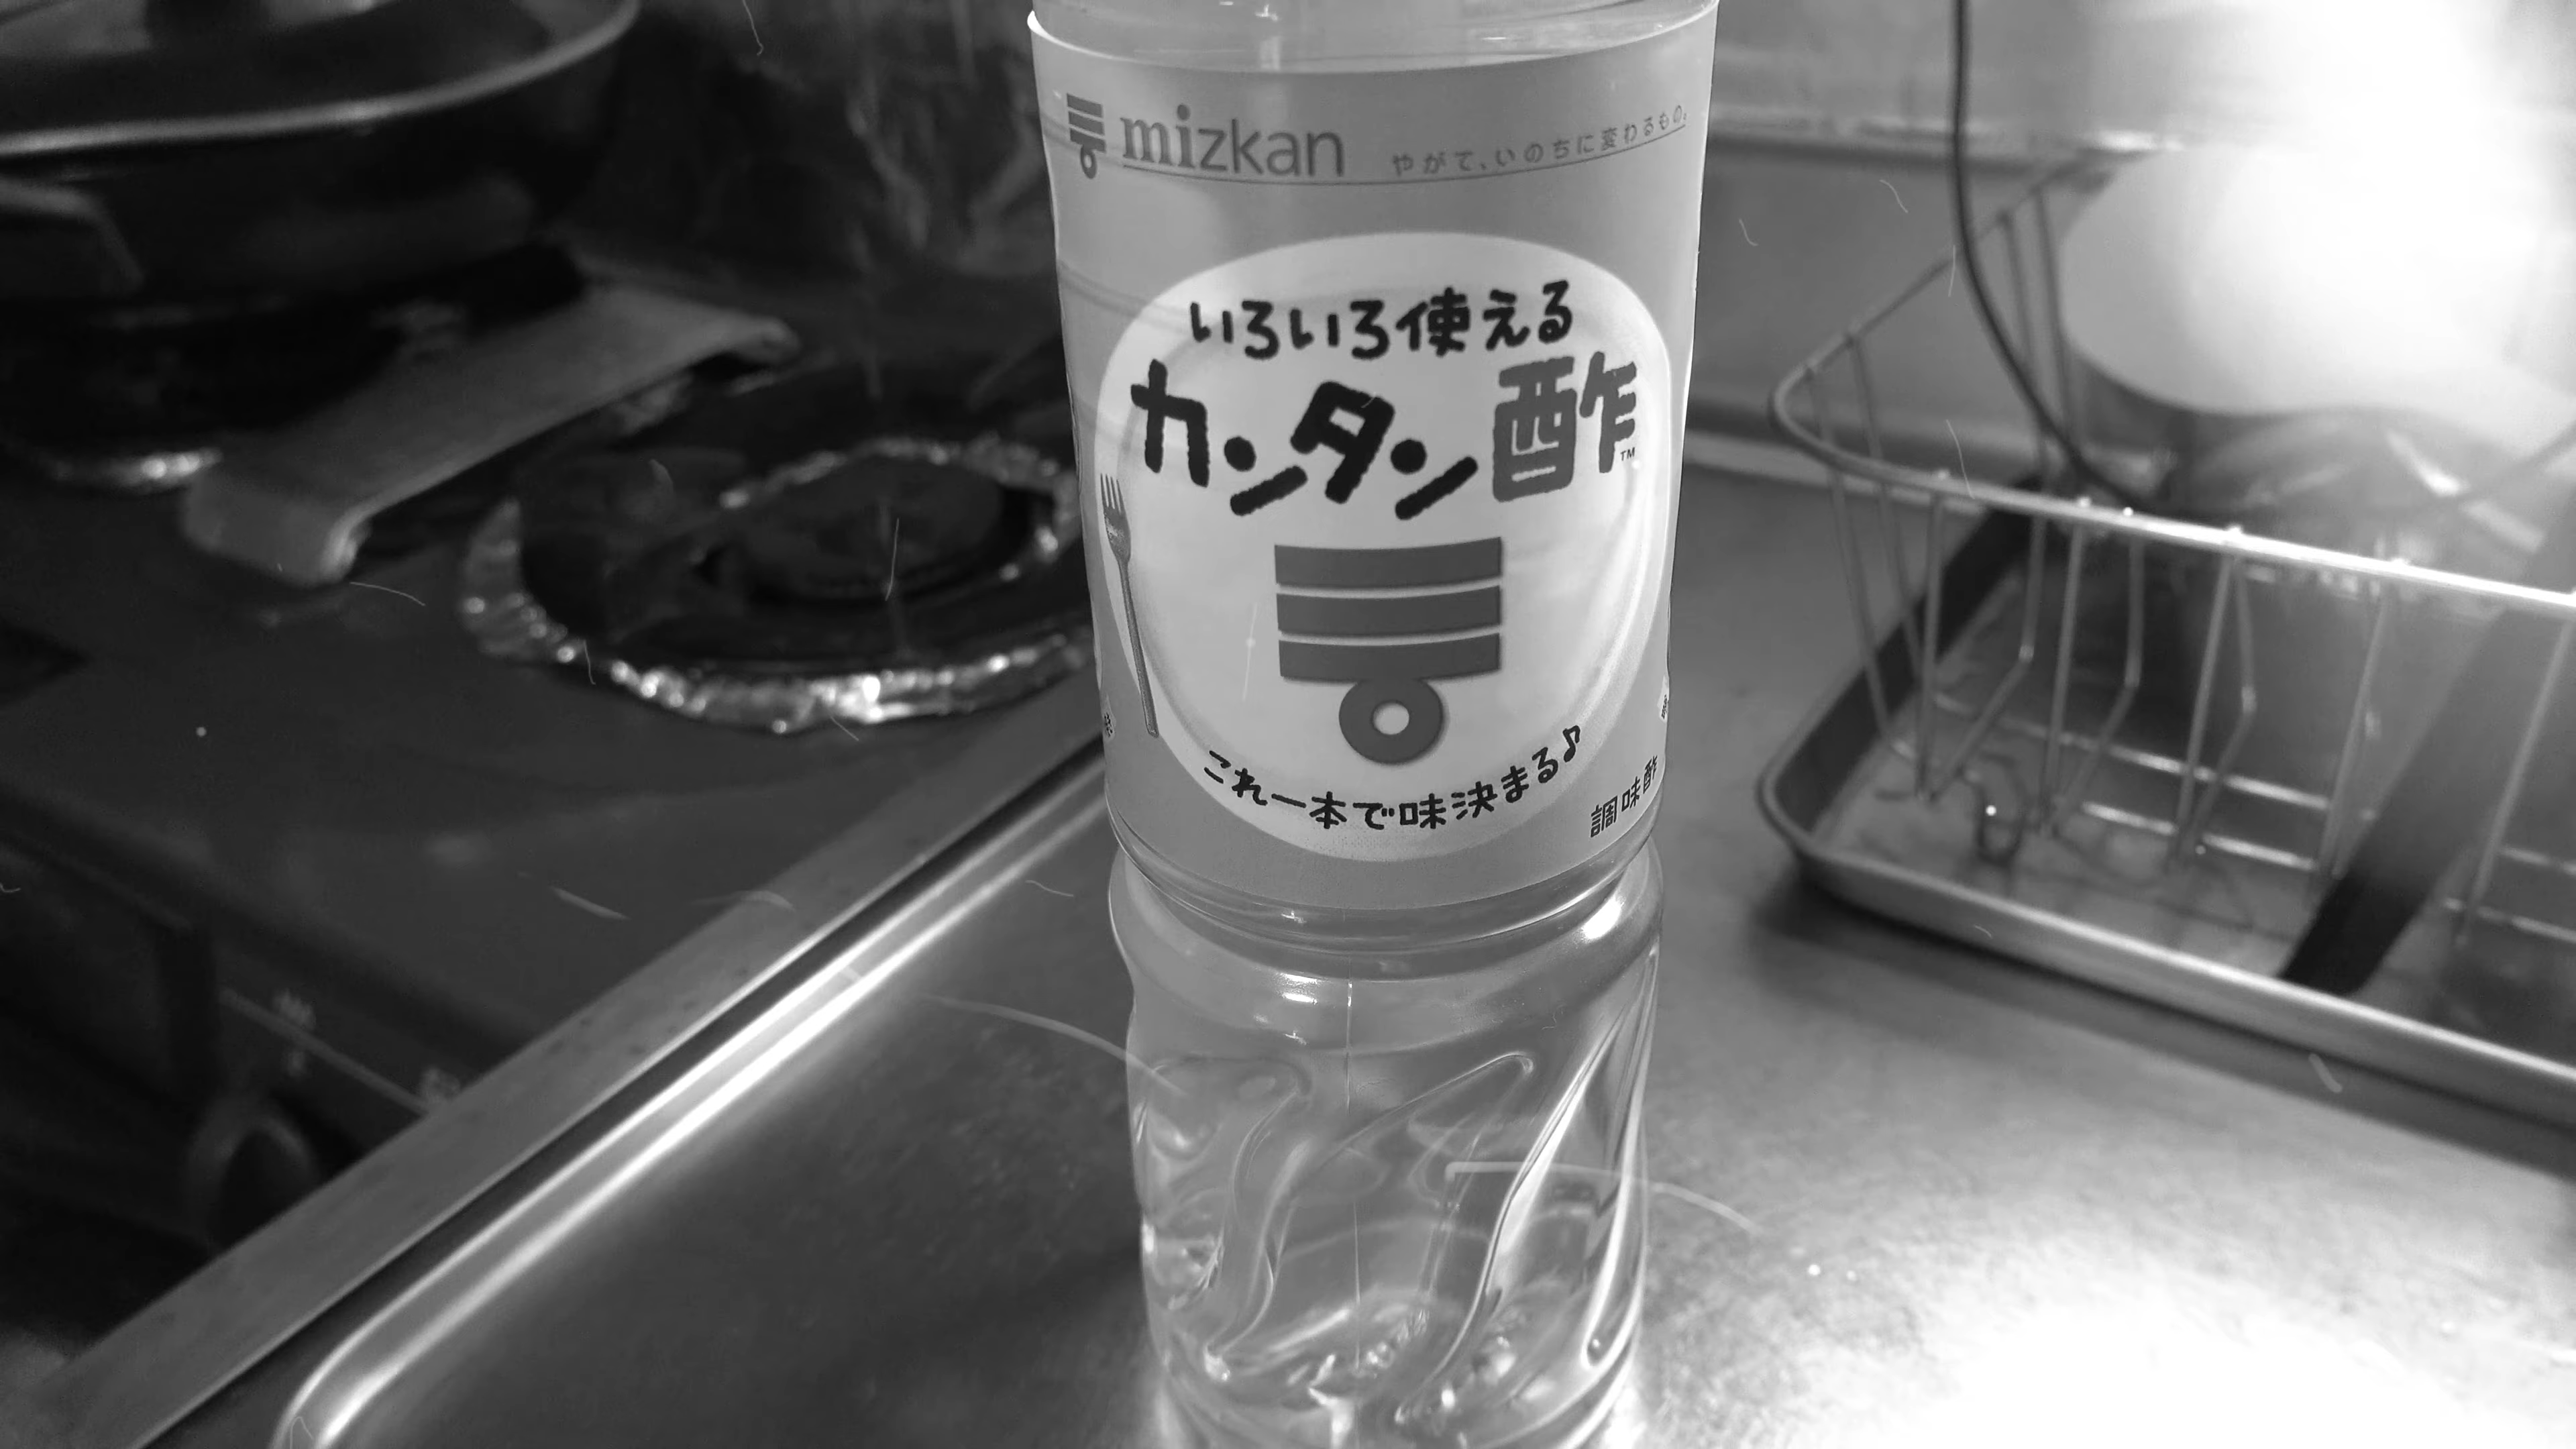 mizkan やがて、いのちに変わるもの。
いろいろ使える
カンタン酢™
これ一本で味決まる♪
調味酢